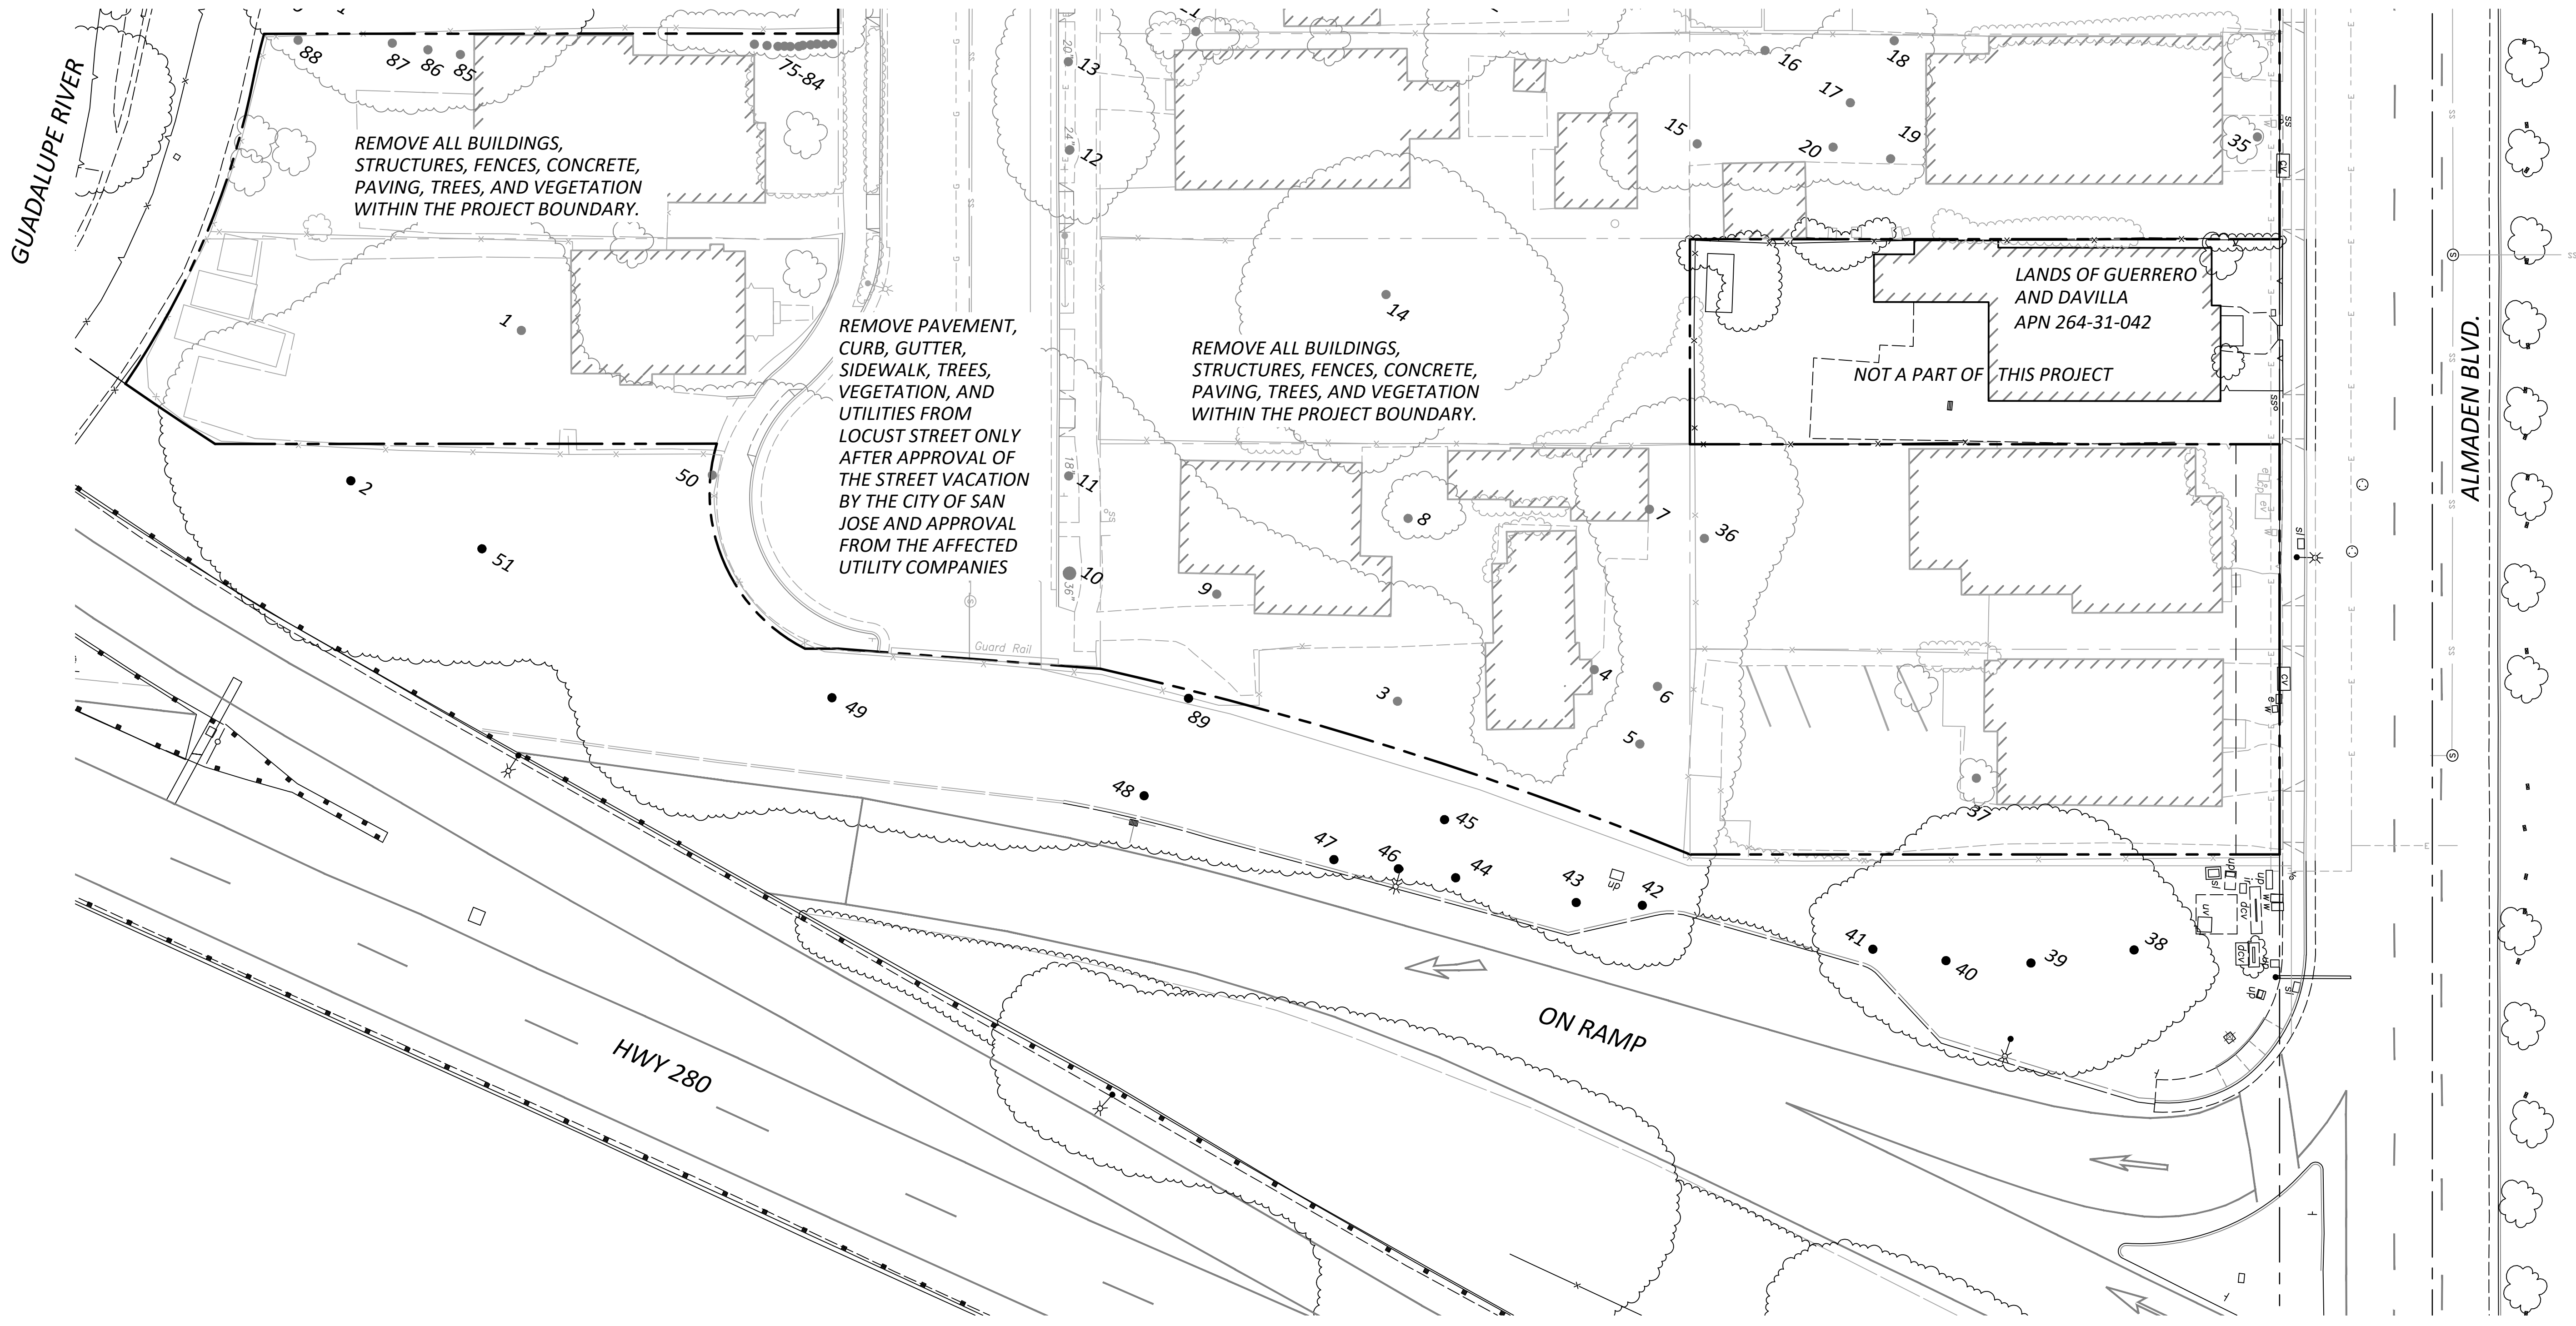 GUADALUPE RIVER
88
87
86
85
75-84
REMOVE ALL BUILDINGS,
STRUCTURES, FENCES, CONCRETE,
PAVING, TREES, AND VEGETATION
WITHIN THE PROJECT BOUNDARY.
1
2
50
51
REMOVE PAVEMENT,
CURB, GUTTER,
SIDEWALK, TREES,
VEGETATION, AND
UTILITIES FROM
LOCUST STREET ONLY
AFTER APPROVAL OF
THE STREET VACATION
BY THE CITY OF SAN
JOSE AND APPROVAL
FROM THE AFFECTED
UTILITY COMPANIES
20"
13
24"
12
18"
11
10
36"
Guard Rail
14
REMOVE ALL BUILDINGS,
STRUCTURES, FENCES, CONCRETE,
PAVING, TREES, AND VEGETATION
WITHIN THE PROJECT BOUNDARY.
16
18
17
15
20
19
35
LANDS OF GUERRERO
AND DAVILLA
APN 264-31-042
NOT A PART OF THIS PROJECT
ALMADEN BLVD.
8
7
36
9
3
4
6
5
37
49
89
48
45
47
46
44
43
42
41
40
39
38
ON RAMP
HWY 280